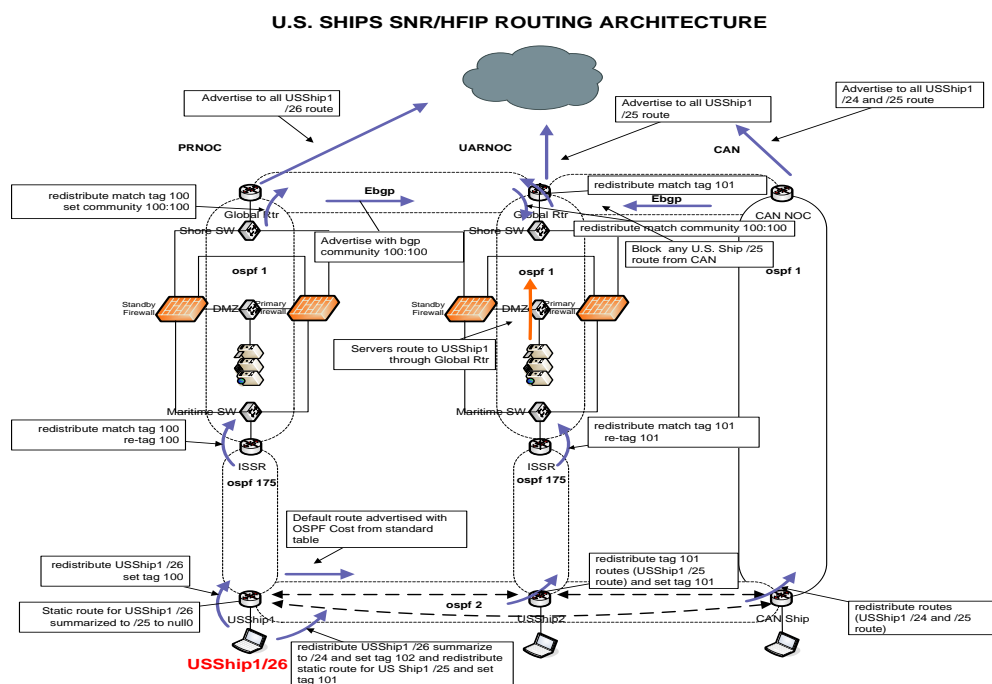 U.S. SHIPS SNR/HFIP ROUTING ARCHITECTURE
Advertise to all USShip1
/26 route
Advertise to all USShip1
/25 route
Advertise to all USShip1
/24 and /25 route
PRNOC
UARNOC
CAN
redistribute match tag 100
set community 100:100
Ebgp
redistribute match tag 101
Ebgp
Global Rtr
Global Rtr
CAN NOC
redistribute match community 100:100
Shore SW
Advertise with bgp
community 100:100
Shore SW
Block any U.S. Ship /25
route from CAN
ospf 1
ospf 1
ospf 1
Standby
Firewall
DMZ
Primary
Firewall
Standby
Firewall
DMZ
Primary
Firewall
Servers route to USShip1
through Global Rtr
Maritime SW
Maritime SW
redistribute match tag 100
re-tag 100
redistribute match tag 101
re-tag 101
ISSR
ISSR
ospf 175
ospf 175
Default route advertised with
OSPF Cost from standard
table
redistribute USShip1 /26
set tag 100
redistribute tag 101
routes (USShip1 /25
route) and set tag 101
Static route for USShip1 /26
summarized to /25 to null0
ospf 2
USShip1
USShip2
CAN Ship
redistribute routes
(USShip1 /24 and /25
route)
USShip1/26
redistribute USShip1 /26 summarize
to /24 and set tag 102 and redistribute
static route for US Ship1 /25 and set
tag 101